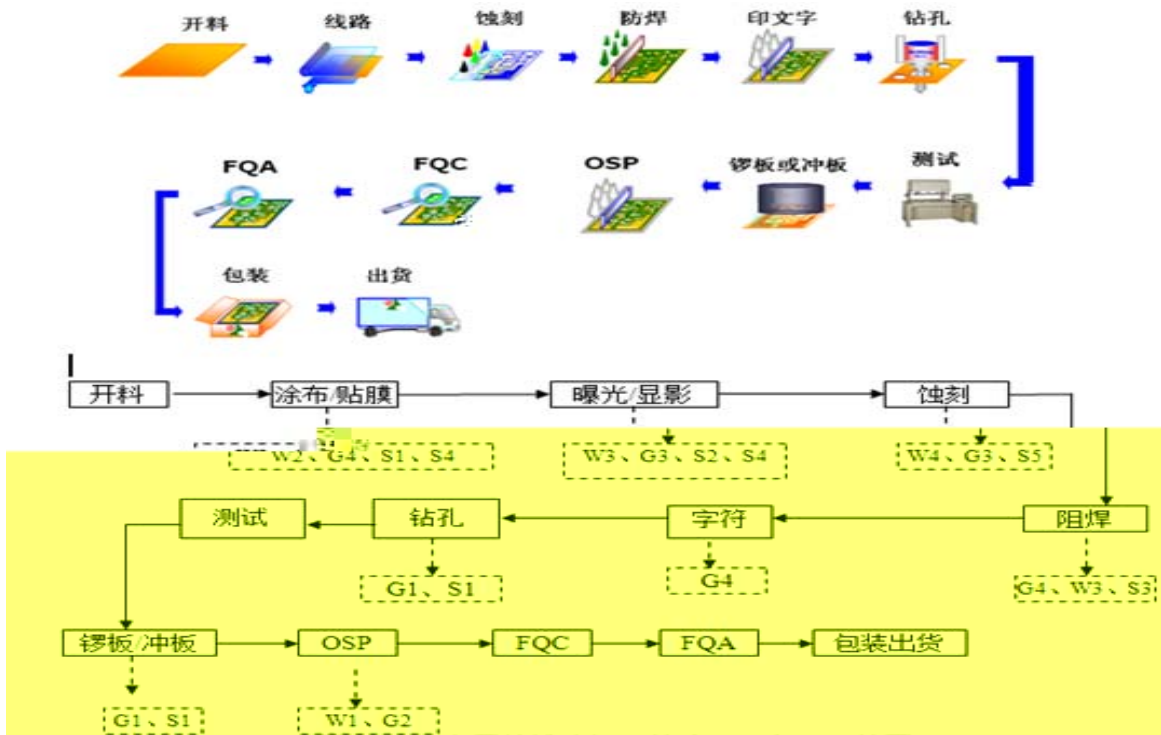 开料 线路 蚀刻 防焊 印文字 钻孔
FQA FQC OSP 锣板或冲板 测试
包装 出货
开料 涂布/贴膜 曝光/显影 蚀刻
W2、G4、S1、S4 W3、G3、S2、S4 W4、G3、S5
测试 钻孔 字符 阻焊
G1、S1 G4 G4、W3、S3
锣板/冲板 OSP FQC FQA 包装出货
G1、S1 W1、G2